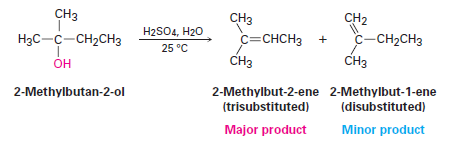 CH3
H3C-C-CH2CH3
OH
H2SO4, H2O
25 °C
CH3
C=CHCH3
CH3
+
CH2
C-CH2CH3
CH3
2-Methylbutan-2-ol
2-Methylbut-2-ene
(trisubstituted)
2-Methylbut-1-ene
(disubstituted)
Major product
Minor product